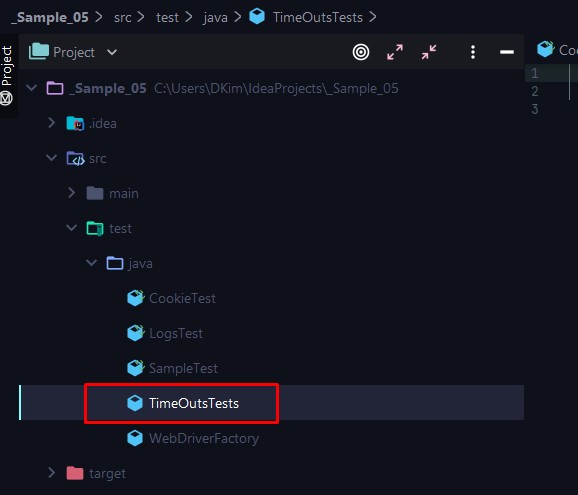 _Sample_05 > src > test > java > TimeOutsTests >
Project
Project
_Sample_05 C:\Users\DKim\IdeaProjects\_Sample_05
.idea
src
main
test
java
CookieTest
LogsTest
SampleTest
TimeOutsTests
WebDriverFactory
target
Coo
1
2
3